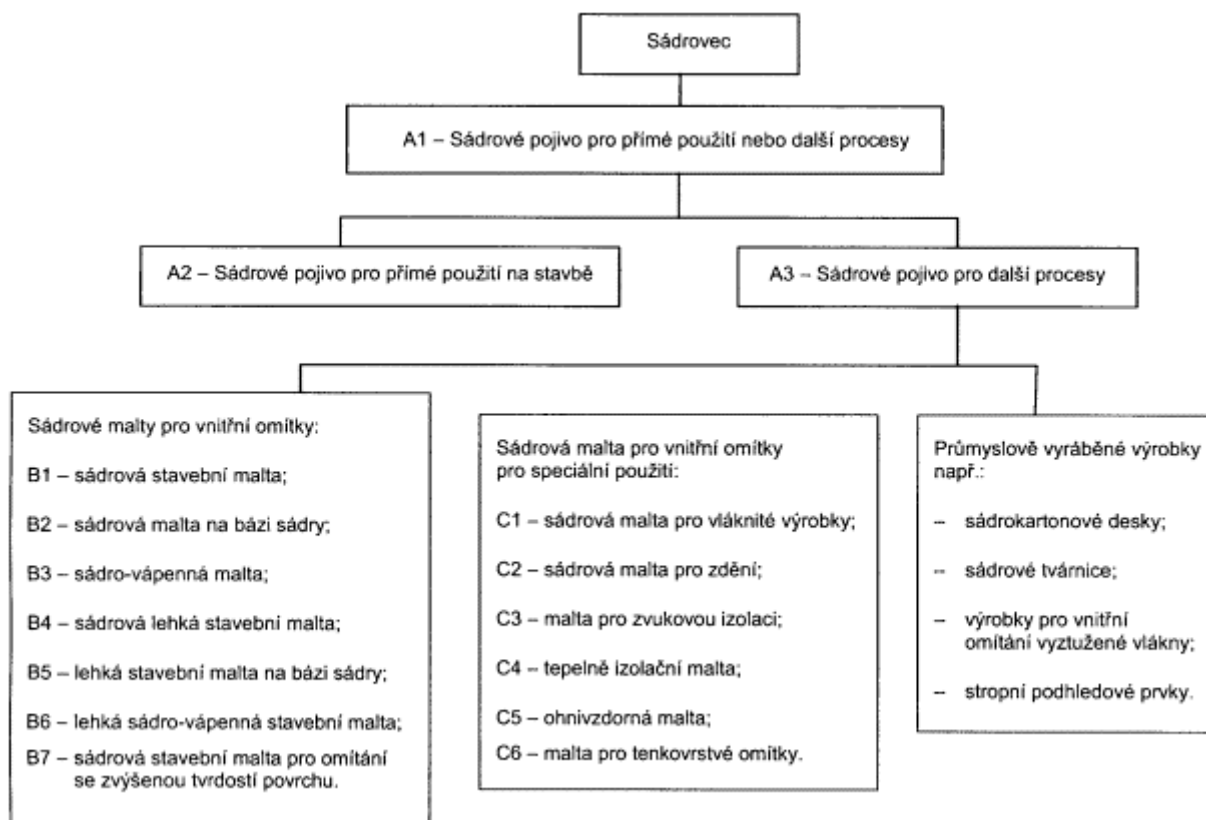 Sádrovec
A1 – Sádrové pojivo pro přímé použití nebo další procesy
A2 – Sádrové pojivo pro přímé použití na stavbě
A3 – Sádrové pojivo pro další procesy
Sádrové malty pro vnitřní omítky:
B1 – sádrová stavební malta;
B2 – sádrová malta na bázi sádry;
B3 – sádro-vápenná malta;
B4 – sádrová lehká stavební malta;
B5 – lehká stavební malta na bázi sádry;
B6 – lehká sádro-vápenná stavební malta;
B7 – sádrová stavební malta pro omítání
se zvýšenou tvrdostí povrchu.
Sádrová malta pro vnitřní omítky
pro speciální použití:
C1 – sádrová malta pro vláknité výrobky;
C2 – sádrová malta pro zdění;
C3 – malta pro zvukovou izolaci;
C4 – tepelně izolační malta;
C5 – ohnivzdorná malta;
C6 – malta pro tenkovrstvé omítky.
Průmyslově vyráběné výrobky
např.:
– sádrokartonové desky;
– sádrové tvárnice;
– výrobky pro vnitřní
omítání vyztužené vlákny;
– stropní podhledové prvky.